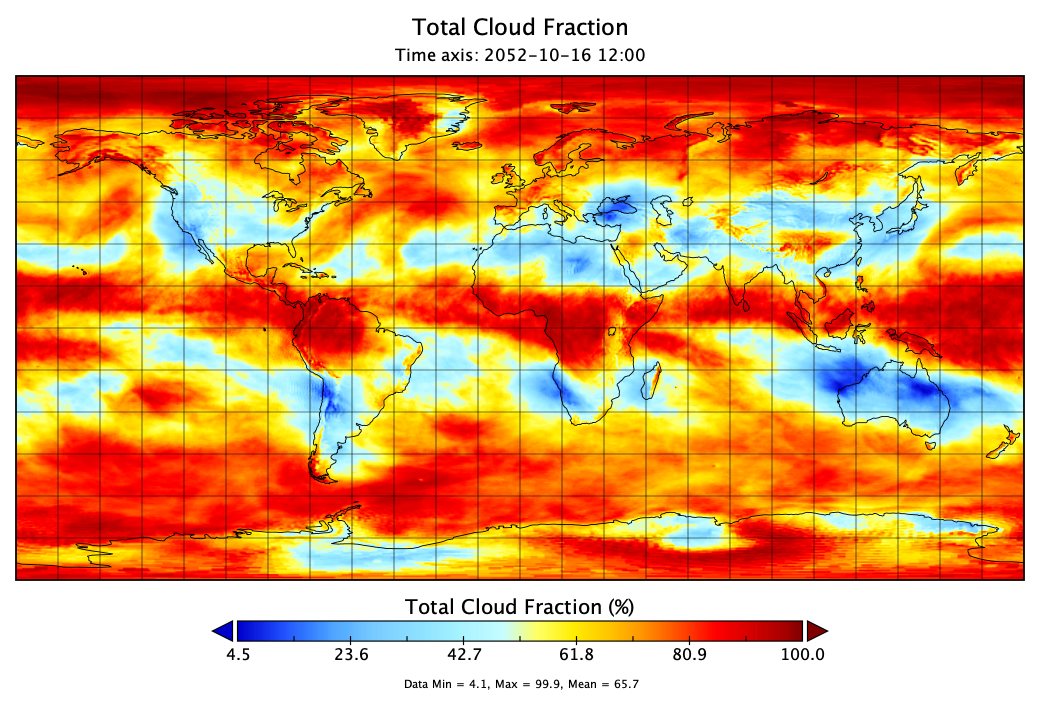 Total Cloud Fraction
Time axis: 2052-10-16 12:00
Total Cloud Fraction (%)
4.5 23.6 42.7 61.8 80.9 100.0
Data Min = 4.1, Max = 99.9, Mean = 65.7